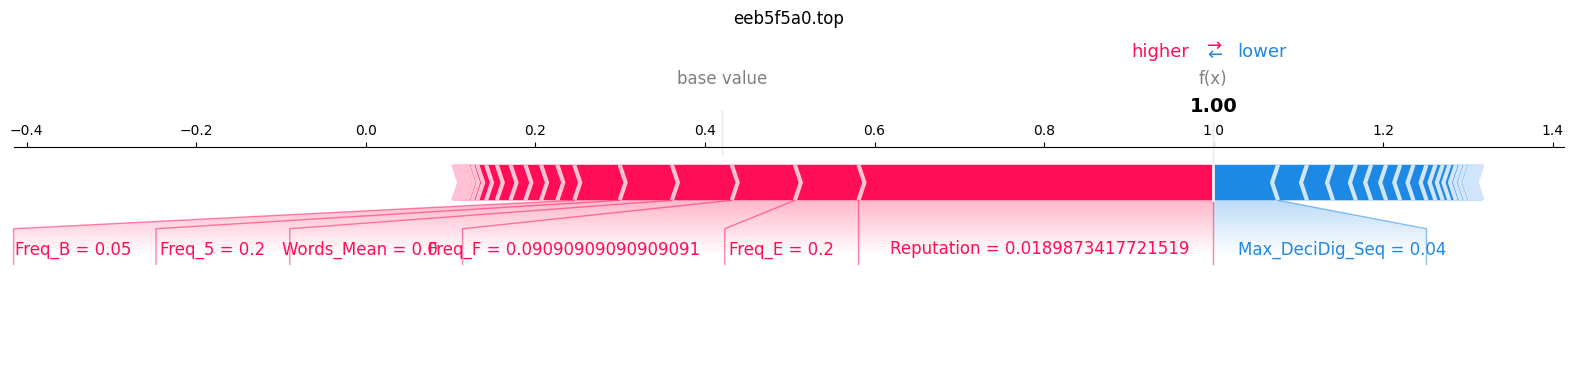 eeb5f5a0.top
higher → ← lower
base value f(x)
1.00
−0.4 −0.2 0.0 0.2 0.4 0.6 0.8 1.0 1.2 1.4
Freq_B = 0.05 Freq_5 = 0.2 Words_Mean = 0.0 Freq_F = 0.09090909090909091 Freq_E = 0.2 Reputation = 0.0189873417721519 Max_DeciDig_Seq = 0.04